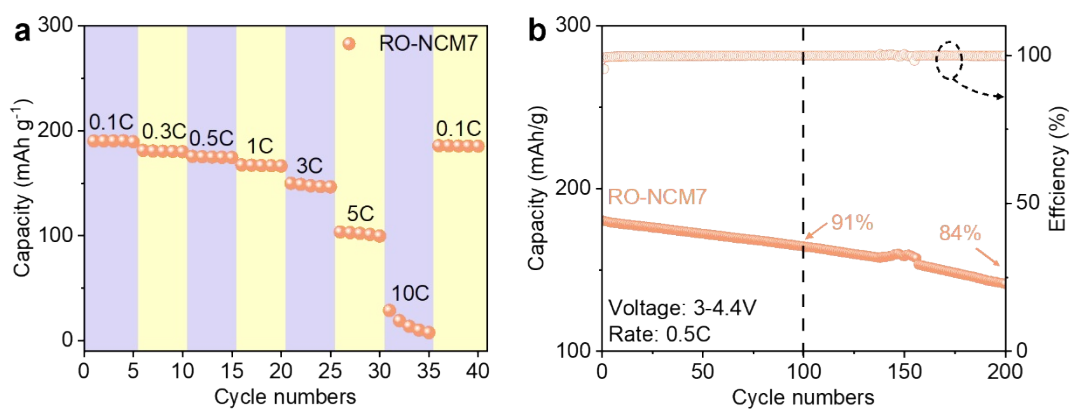 a
RO-NCM7
0.1C
0.3C
0.5C
1C
3C
5C
10C
0.1C
300
200
100
0
Capacity (mAh g⁻¹)
0 5 10 15 20 25 30 35 40
Cycle numbers
b
300
200
100
Capacity (mAh/g)
RO-NCM7
91%
84%
Voltage: 3-4.4V
Rate: 0.5C
100
50
0
Effciency (%)
0 50 100 150 200
Cycle numbers